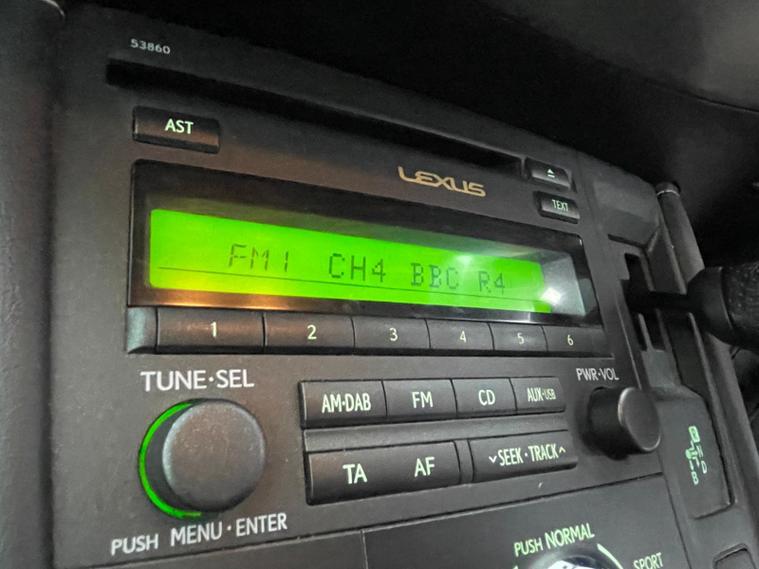 53860
AST
LEXUS
TEXT
FM1 CH4 BBC R4
1 2 3 4 5 6
TUNE·SEL
PWR·VOL
AM·DAB FM CD AUX·USB
TA AF ⌵SEEK·TRACK^
PUSH MENU·ENTER
PUSH NORMAL
SPORT
R
D
B